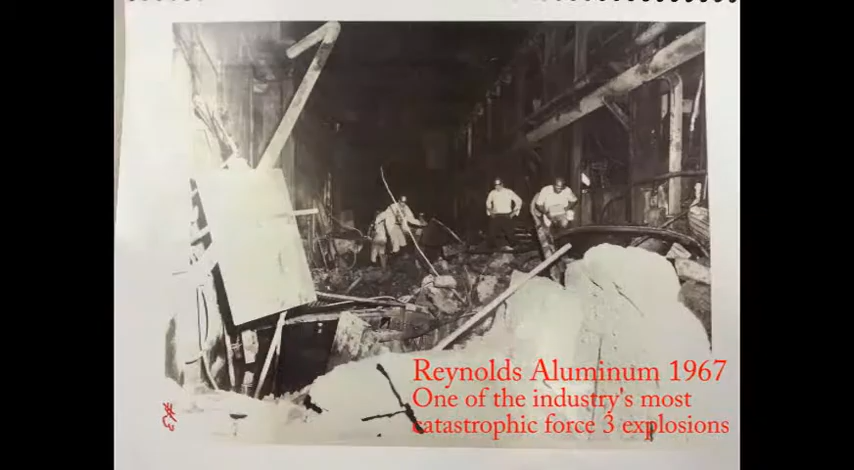 Reynolds Aluminum 1967
One of the industry's most
catastrophic force 3 explosions